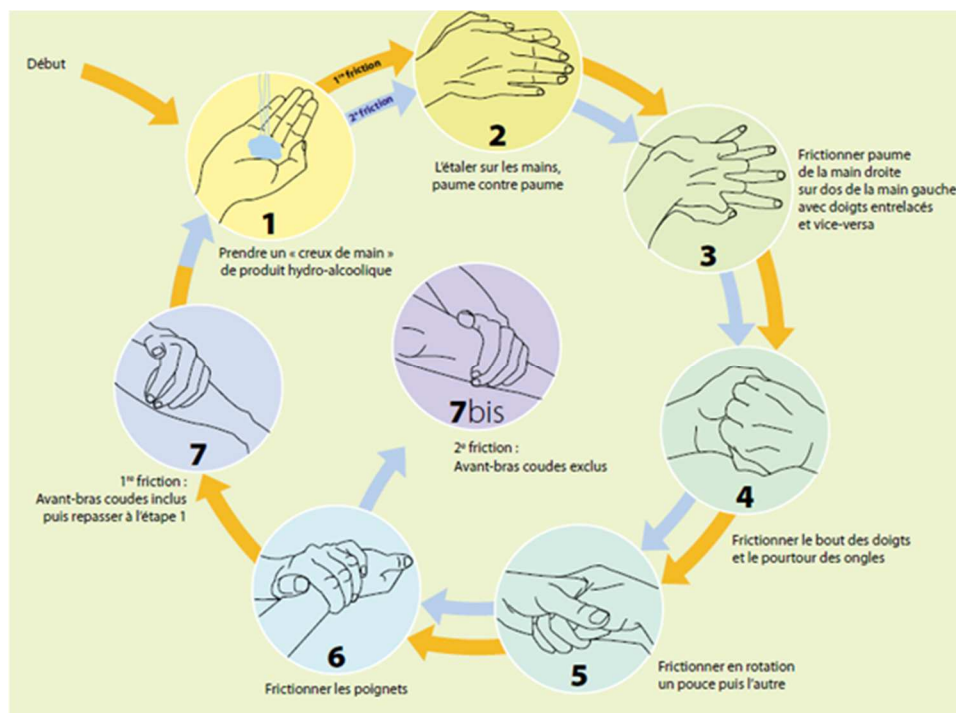 Début
1re friction
2e friction
1
Prendre un « creux de main »
de produit hydro-alcoolique
2
L'étaler sur les mains,
paume contre paume
3
Frictionner paume
de la main droite
sur dos de la main gauche
avec doigts entrelacés
et vice-versa
4
Frictionner le bout des doigts
et le pourtour des ongles
5
Frictionner en rotation
un pouce puis l'autre
6
Frictionner les poignets
7
1re friction :
Avant-bras coudes inclus
puis repasser à l'étape 1
7bis
2e friction :
Avant-bras coudes exclus